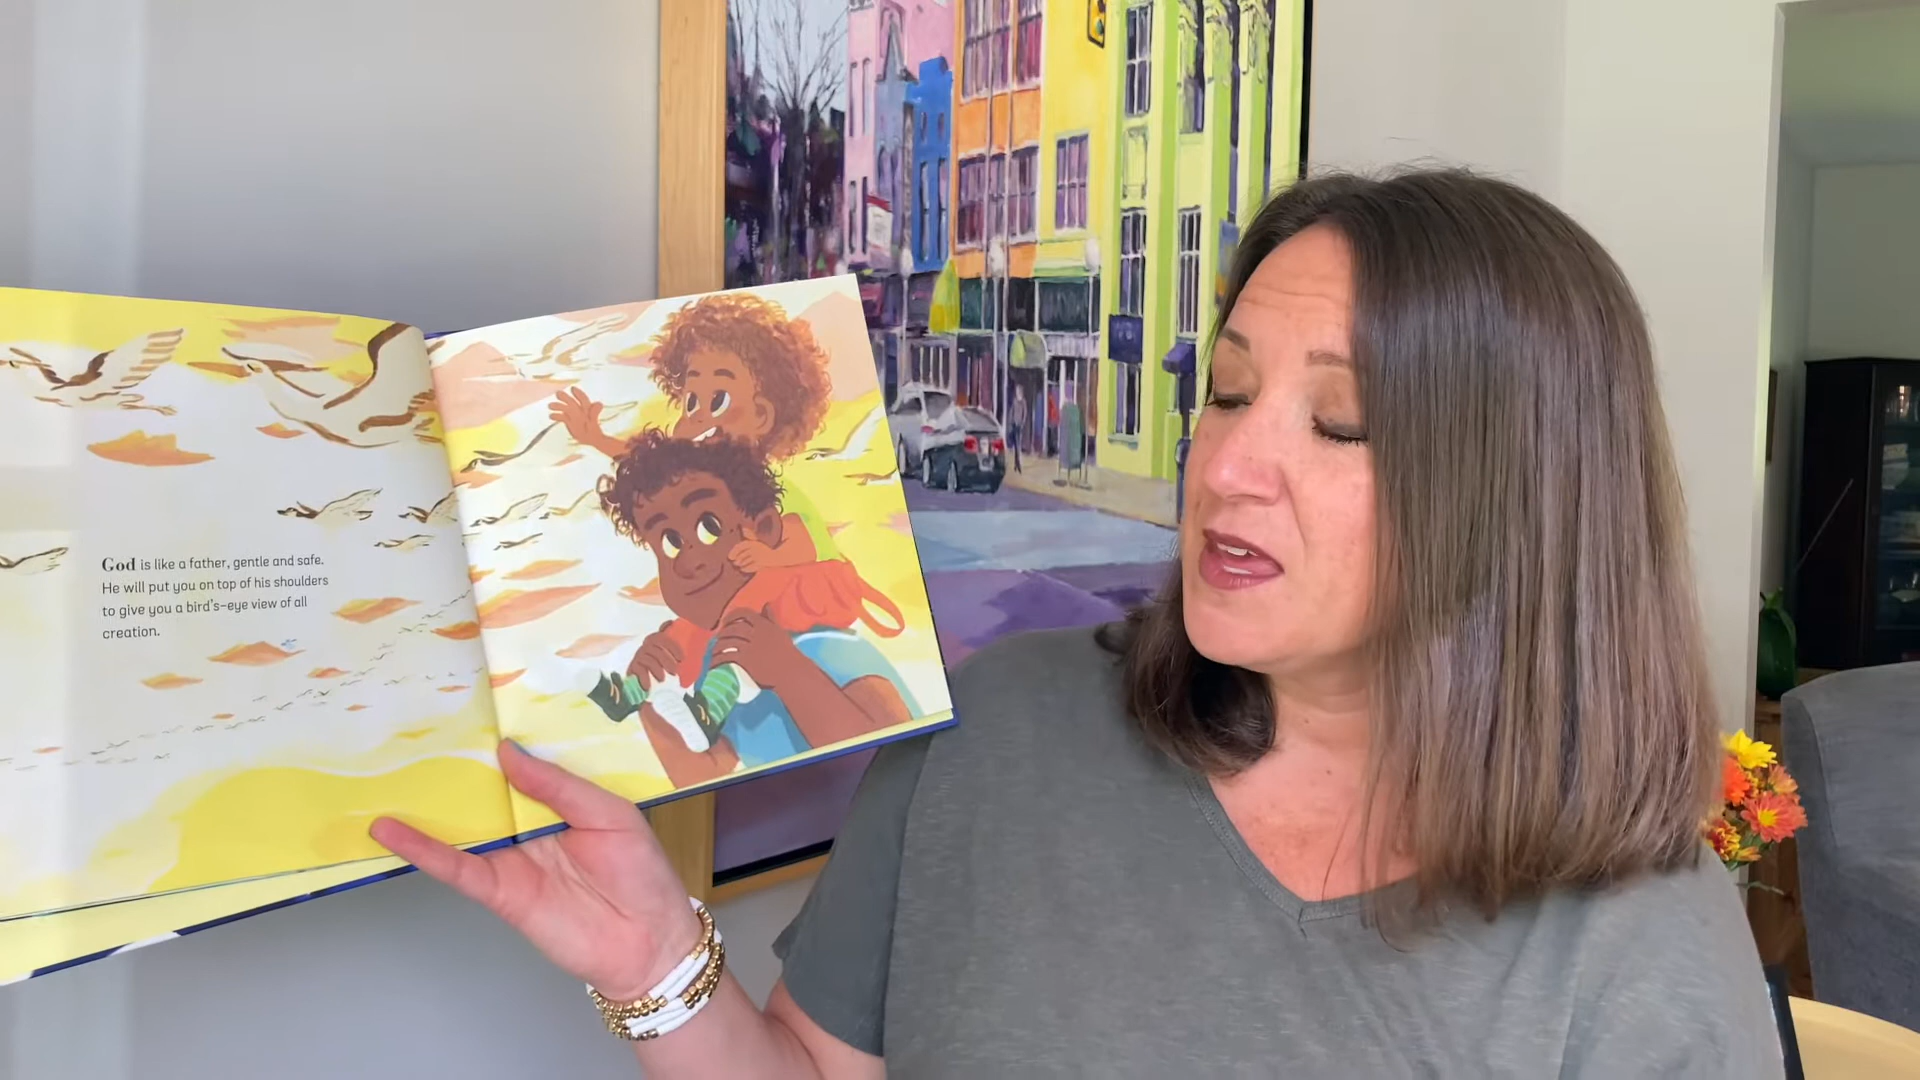 God is like a father, gentle and safe.
He will put you on top of his shoulders
to give you a bird's-eye view of all
creation.